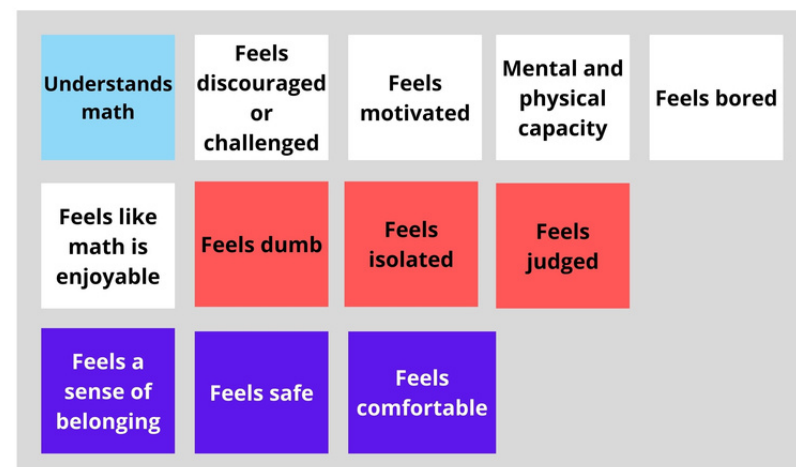 Understands
math
Feels
discouraged
or
challenged
Feels
motivated
Mental and
physical
capacity
Feels bored
Feels like
math is
enjoyable
Feels dumb
Feels
isolated
Feels
judged
Feels a
sense of
belonging
Feels safe
Feels
comfortable